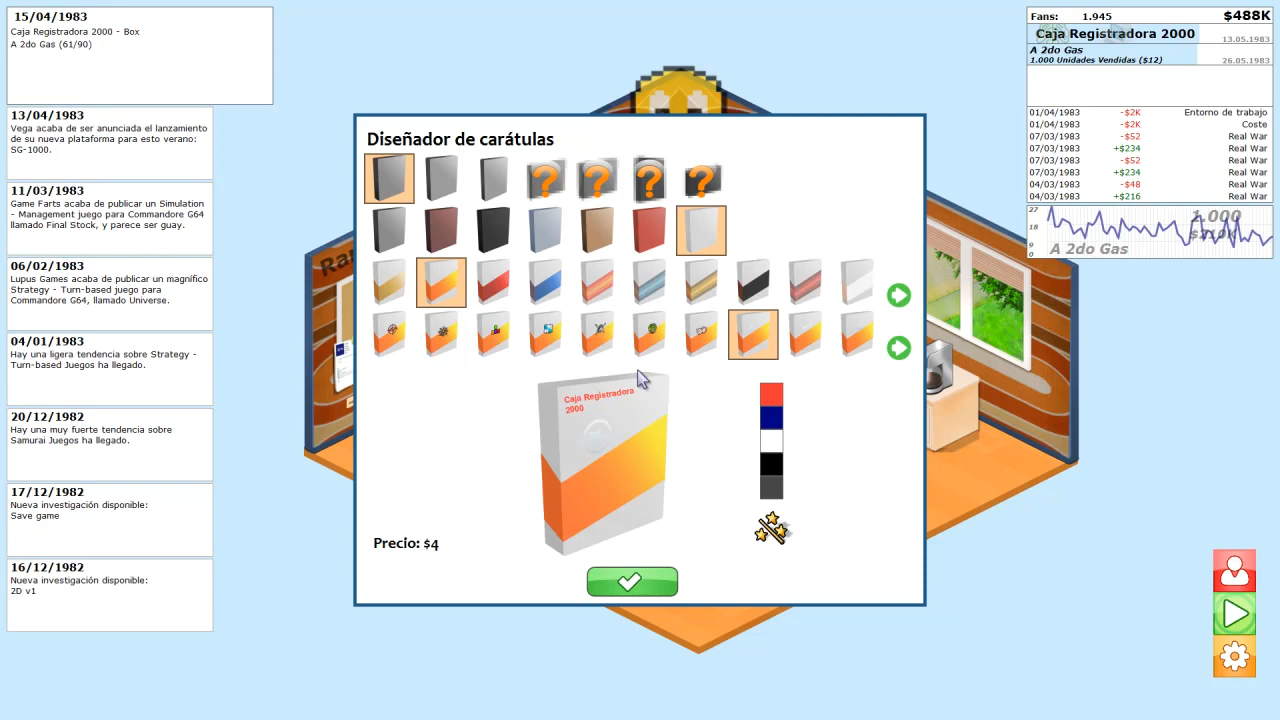 15/04/1983
Caja Registradora 2000 - Box
A 2do Gas (61/90)
13/04/1983
Vega acaba de ser anunciada el lanzamiento
de su nueva plataforma para esto verano:
SG-1000.
11/03/1983
Game Farts acaba de publicar un Simulation
- Management juego para Commandore G64
llamado Final Stock, y parece ser guay.
06/02/1983
Lupus Games acaba de publicar un magnífico
Strategy - Turn-based juego para
Commandore G64, llamado Universe.
04/01/1983
Hay una ligera tendencia sobre Strategy -
Turn-based Juegos ha llegado.
20/12/1982
Hay una muy fuerte tendencia sobre
Samurai Juegos ha llegado.
17/12/1982
Nueva investigación disponible:
Save game
16/12/1982
Nueva investigación disponible:
2D v1
Diseñador de carátulas
Caja Registradora
2000
Precio: $4
Fans: 1.945 $488K
Caja Registradora 2000 13.05.1983
A 2do Gas
1.000 Unidades Vendidas ($12) 26.05.1983
01/04/1983 -$2K Entorno de trabajo
01/04/1983 -$2K Coste
07/03/1983 -$52 Real War
07/03/1983 +$234 Real War
07/03/1983 -$52 Real War
07/03/1983 +$234 Real War
04/03/1983 -$48 Real War
04/03/1983 +$216 Real War
27
18
9
0
1.000
A 2do Gas